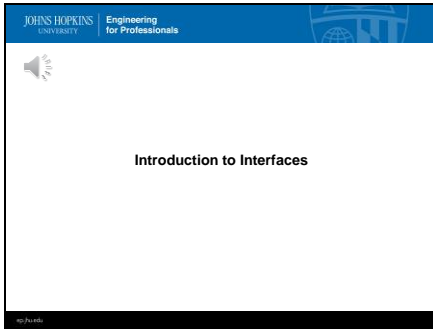 JOHNS HOPKINS
UNIVERSITY
Engineering
for Professionals
Introduction to Interfaces
ep.jhu.edu